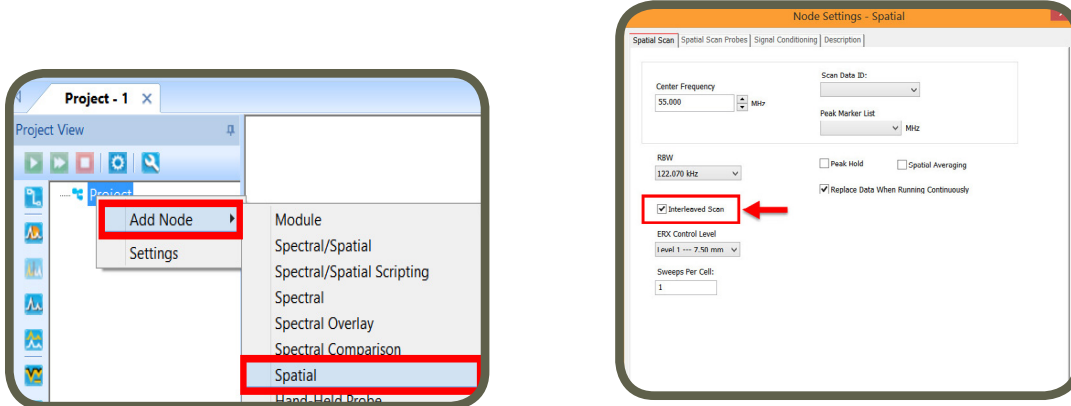 Project - 1 ×
Project View
Project
Add Node
Settings
Module
Spectral/Spatial
Spectral/Spatial Scripting
Spectral
Spectral Overlay
Spectral Comparison
Spatial
Hand-Held Probe
Node Settings - Spatial
Spatial Scan Spatial Scan Probes Signal Conditioning Description
Scan Data ID:
Center Frequency
55.000 MHz
Peak Marker List
MHz
RBW
122.070 kHz
Peak Hold Spatial Averaging
Replace Data When Running Continuously
Interleaved Scan
ERX Control Level
Level 1 --- 7.50 mm
Sweeps Per Cell:
1